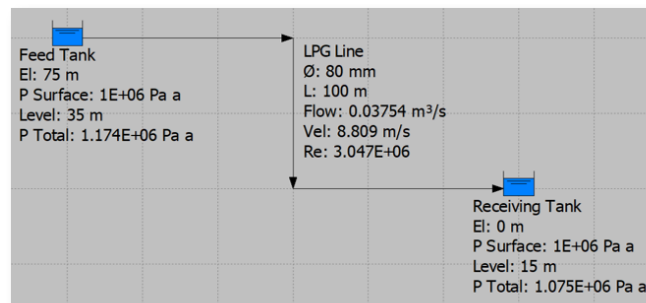 Feed Tank
El: 75 m
P Surface: 1E+06 Pa a
Level: 35 m
P Total: 1.174E+06 Pa a
LPG Line
Ø: 80 mm
L: 100 m
Flow: 0.03754 m³/s
Vel: 8.809 m/s
Re: 3.047E+06
Receiving Tank
El: 0 m
P Surface: 1E+06 Pa a
Level: 15 m
P Total: 1.075E+06 Pa a